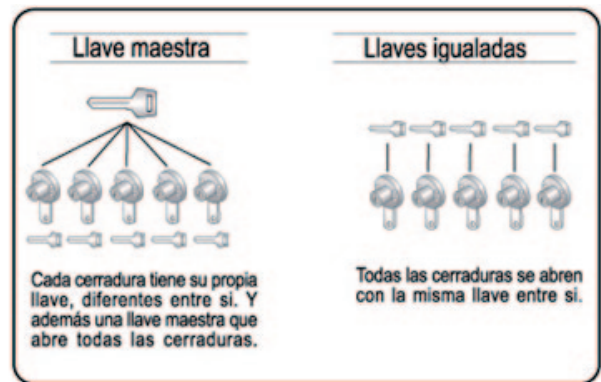 Llave maestra
Cada cerradura tiene su propia
llave, diferentes entre si. Y
además una llave maestra que
abre todas las cerraduras.
Llaves igualadas
Todas las cerraduras se abren
con la misma llave entre si.